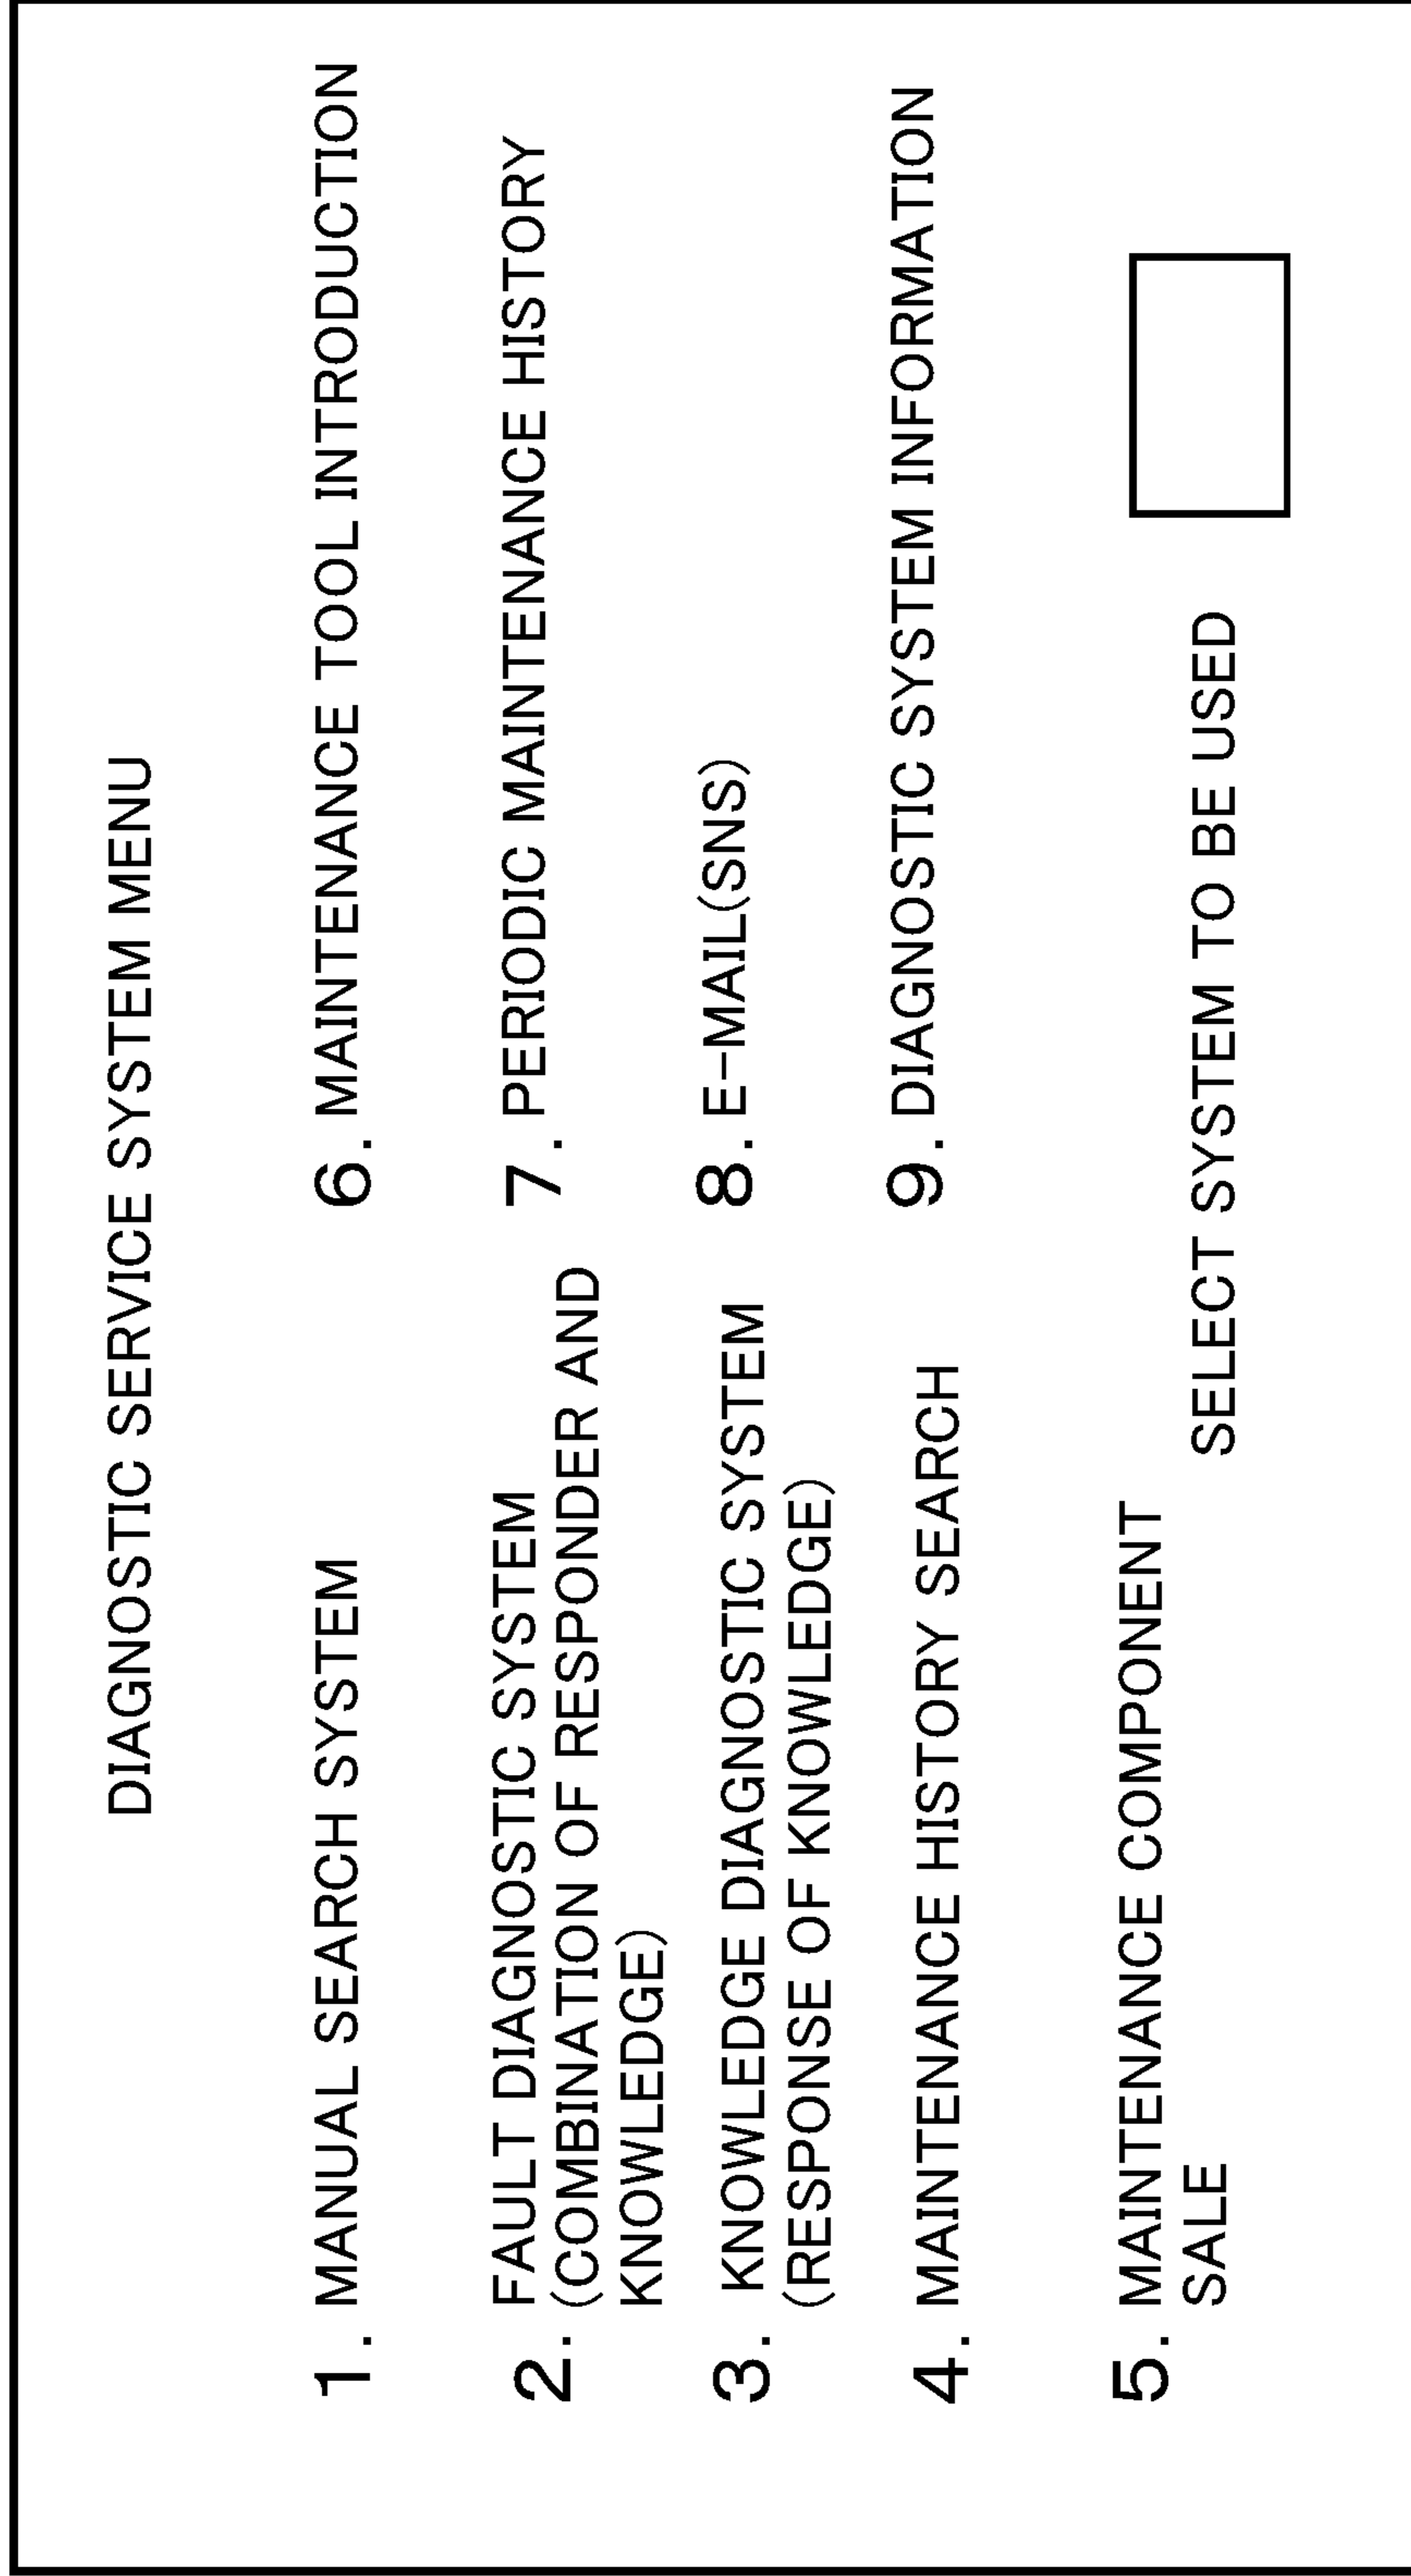 DIAGNOSTIC SERVICE SYSTEM MENU
1. MANUAL SEARCH SYSTEM
2. FAULT DIAGNOSTIC SYSTEM
(COMBINATION OF RESPONDER AND
KNOWLEDGE)
3. KNOWLEDGE DIAGNOSTIC SYSTEM
(RESPONSE OF KNOWLEDGE)
4. MAINTENANCE HISTORY SEARCH
5. MAINTENANCE COMPONENT
SALE
6. MAINTENANCE TOOL INTRODUCTION
7. PERIODIC MAINTENANCE HISTORY
8. E-MAIL(SNS)
9. DIAGNOSTIC SYSTEM INFORMATION
SELECT SYSTEM TO BE USED